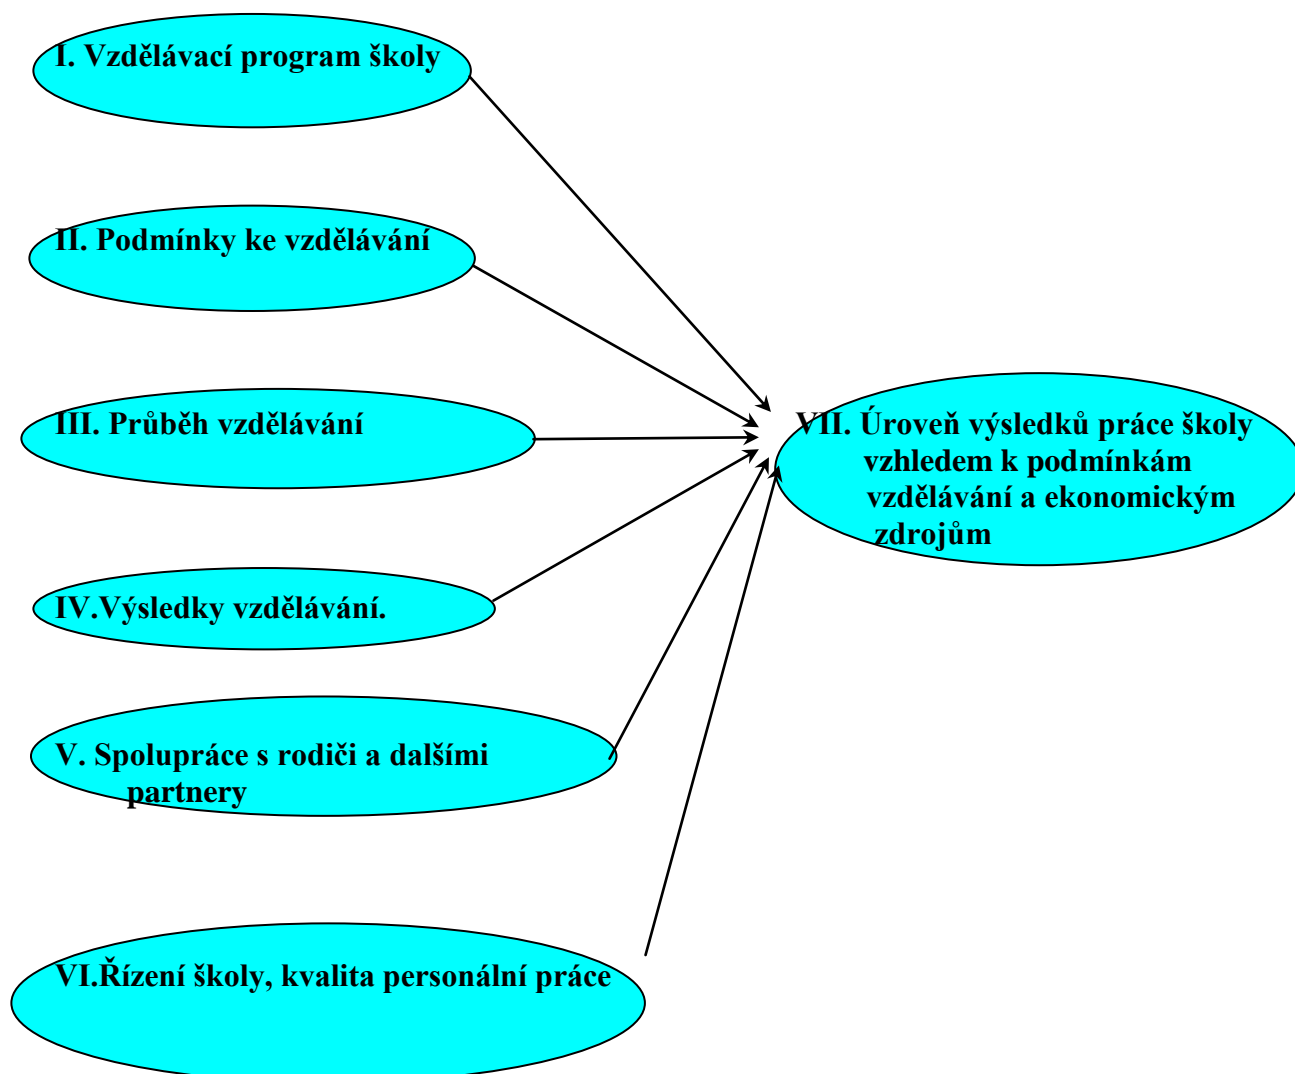 I. Vzdělávací program školy
II. Podmínky ke vzdělávání
III. Průběh vzdělávání
IV.Výsledky vzdělávání.
V. Spolupráce s rodiči a dalšími
partnery
VI.Řízení školy, kvalita personální práce
VII. Úroveň výsledků práce školy
vzhledem k podmínkám
vzdělávání a ekonomickým
zdrojům